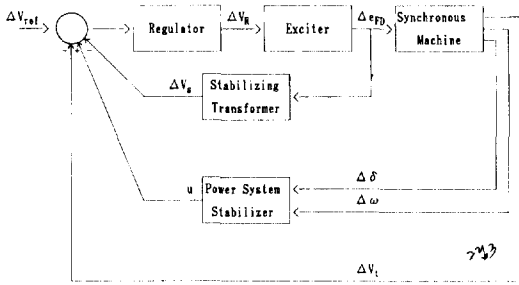 ΔV_ref
Regulator
ΔV_R
Exciter
Δe_FD
Synchronous
Machine
ΔV_s
Stabilizing
Transformer
u
Power System
Stabilizer
Δδ
Δω
ΔV_t